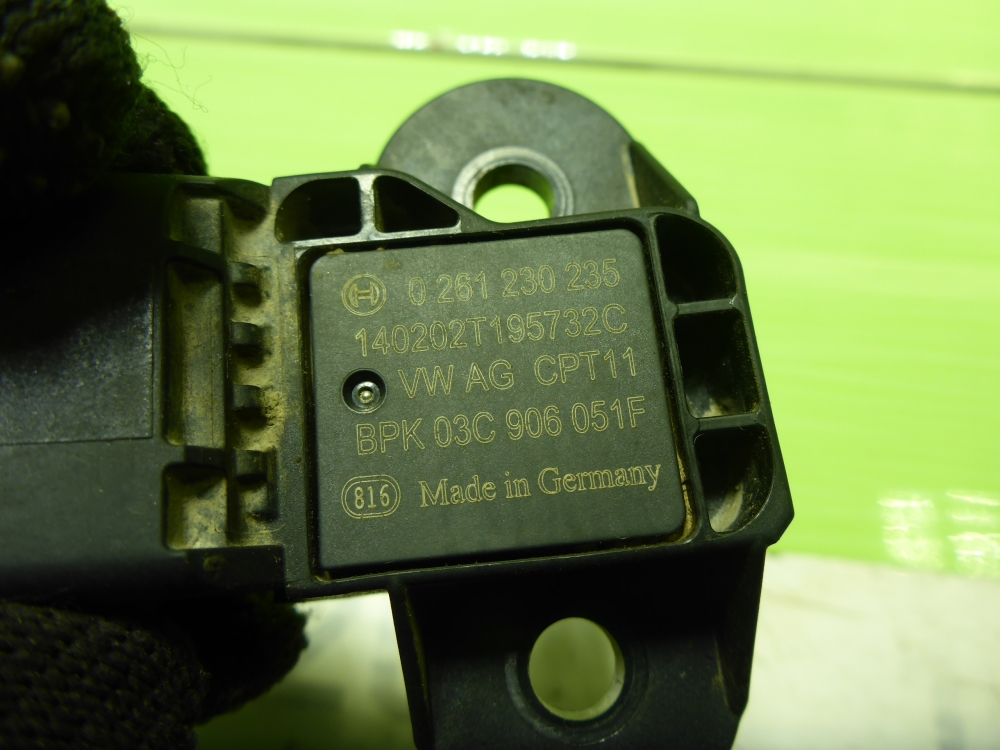 0 261 230 235
140202T195732C
VW AG CPT11
BPK 03C 906 051F
816 Made in Germany